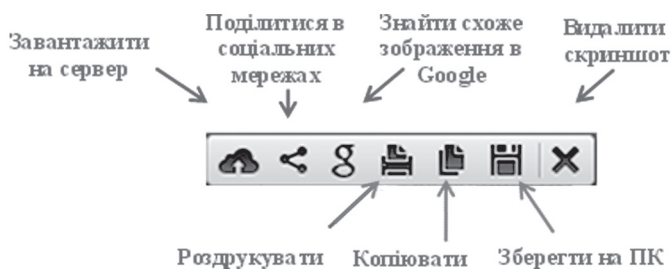 Завантажити
на сервер
Поділитися в
соціальних
мережах
Знайти схоже
зображення в
Google
Видалити
скриншот
g
Роздрукувати
Копіювати
Зберегти на ПК